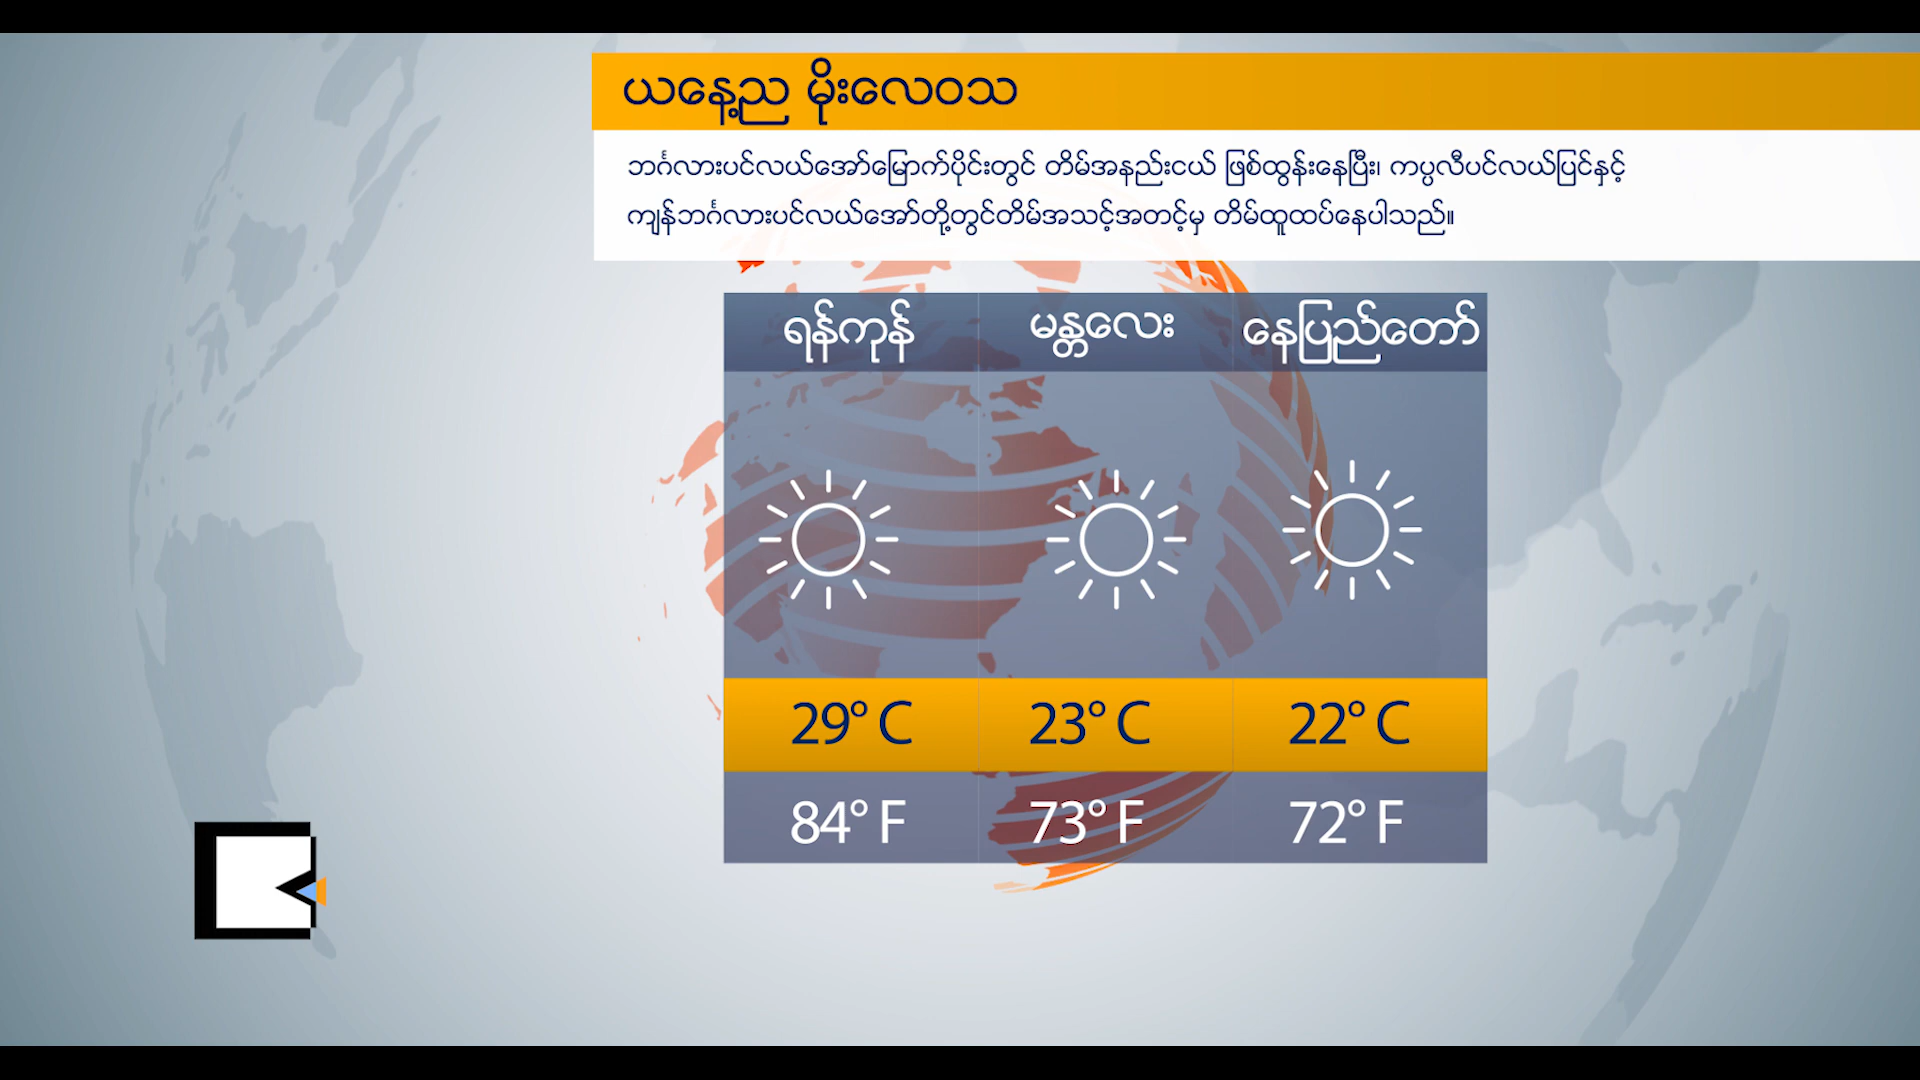 ယနေ့ည မိုးလေဝသ
ဘင်္ဂလားပင်လယ်အော်မြောက်ပိုင်းတွင် တိမ်အနည်းငယ် ဖြစ်ထွန်းနေပြီး၊ ကပ္ပလီပင်လယ်ပြင်နှင့်
ကျန်ဘင်္ဂလားပင်လယ်အော်တို့တွင်တိမ်အသင့်အတင့်မှ တိမ်ထူထပ်နေပါသည်။
ရန်ကုန် မန္တလေး နေပြည်တော်
29° C 23° C 22° C
84° F 73° F 72° F